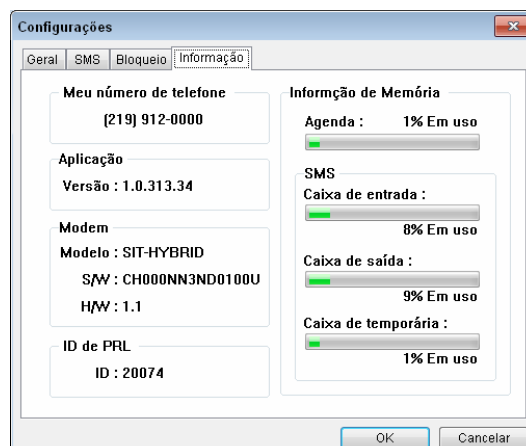 Configurações
Geral SMS Bloqueio Informação
Meu número de telefone
(219) 912-0000
Aplicação
Versão : 1.0.313.34
Modem
Modelo : SIT-HYBRID
S/W : CH000NN3ND0100U
H/W : 1.1
ID de PRL
ID : 20074
Informção de Memória
Agenda : 1% Em uso
SMS
Caixa de entrada :
8% Em uso
Caixa de saída :
9% Em uso
Caixa de temporária :
1% Em uso
OK Cancelar